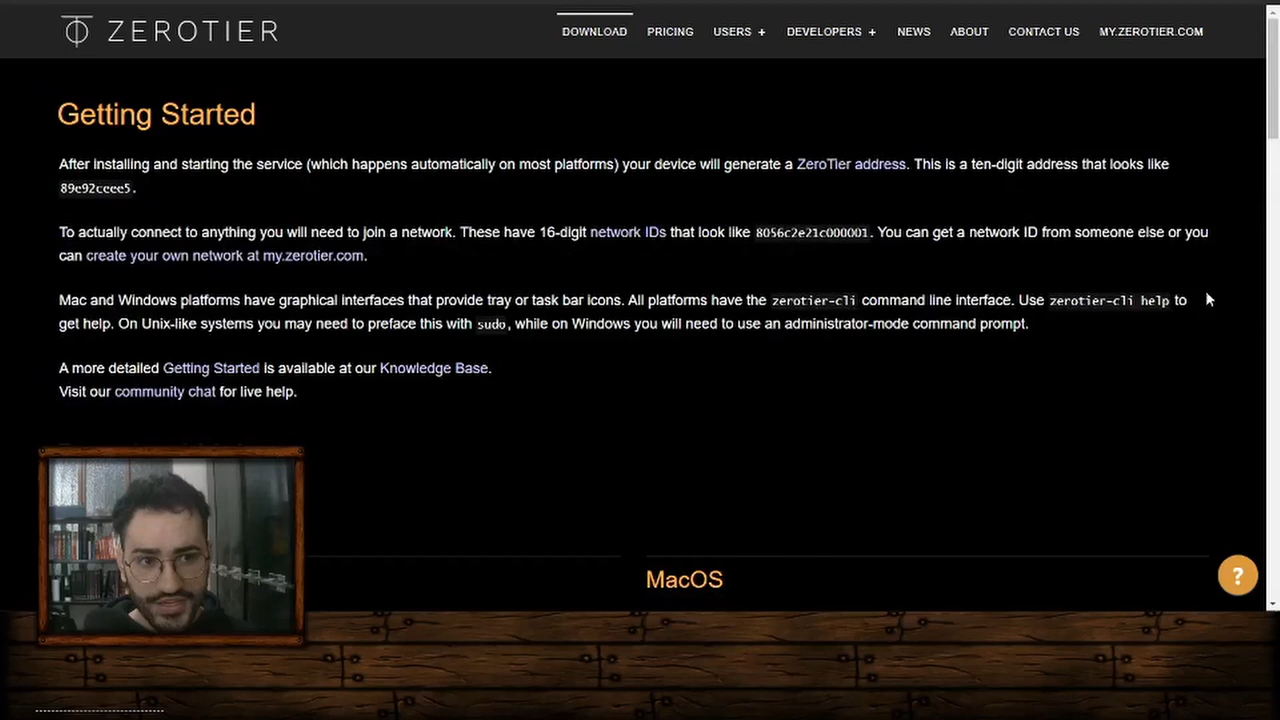 ZEROTIER
DOWNLOAD PRICING USERS + DEVELOPERS + NEWS ABOUT CONTACT US MY.ZEROTIER.COM
Getting Started
After installing and starting the service (which happens automatically on most platforms) your device will generate a ZeroTier address. This is a ten-digit address that looks like
89e92ceee5.
To actually connect to anything you will need to join a network. These have 16-digit network IDs that look like 8056c2e21c000001. You can get a network ID from someone else or you
can create your own network at my.zerotier.com.
Mac and Windows platforms have graphical interfaces that provide tray or task bar icons. All platforms have the zerotier-cli command line interface. Use zerotier-cli help to
get help. On Unix-like systems you may need to preface this with sudo, while on Windows you will need to use an administrator-mode command prompt.
A more detailed Getting Started is available at our Knowledge Base.
Visit our community chat for live help.
MacOS
?